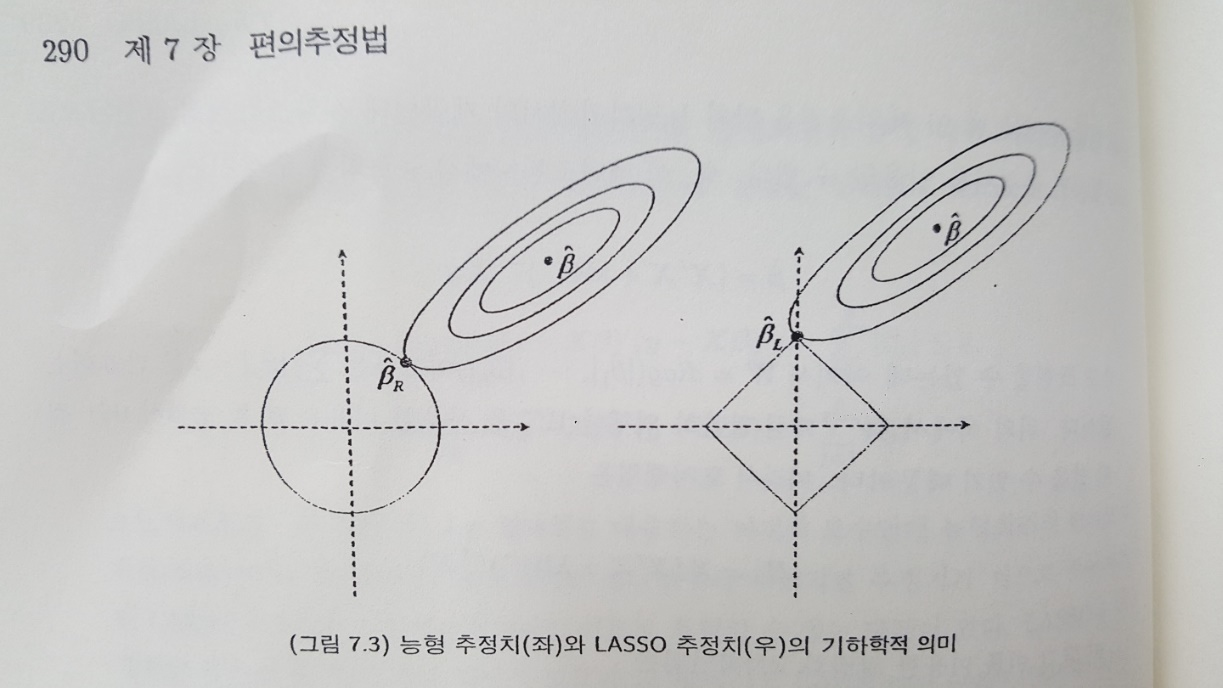 290 제 7 장 편의추정법
β̂
β̂
β̂_R
β̂_L
(그림 7.3) 능형 추정치(좌)와 LASSO 추정치(우)의 기하학적 의미